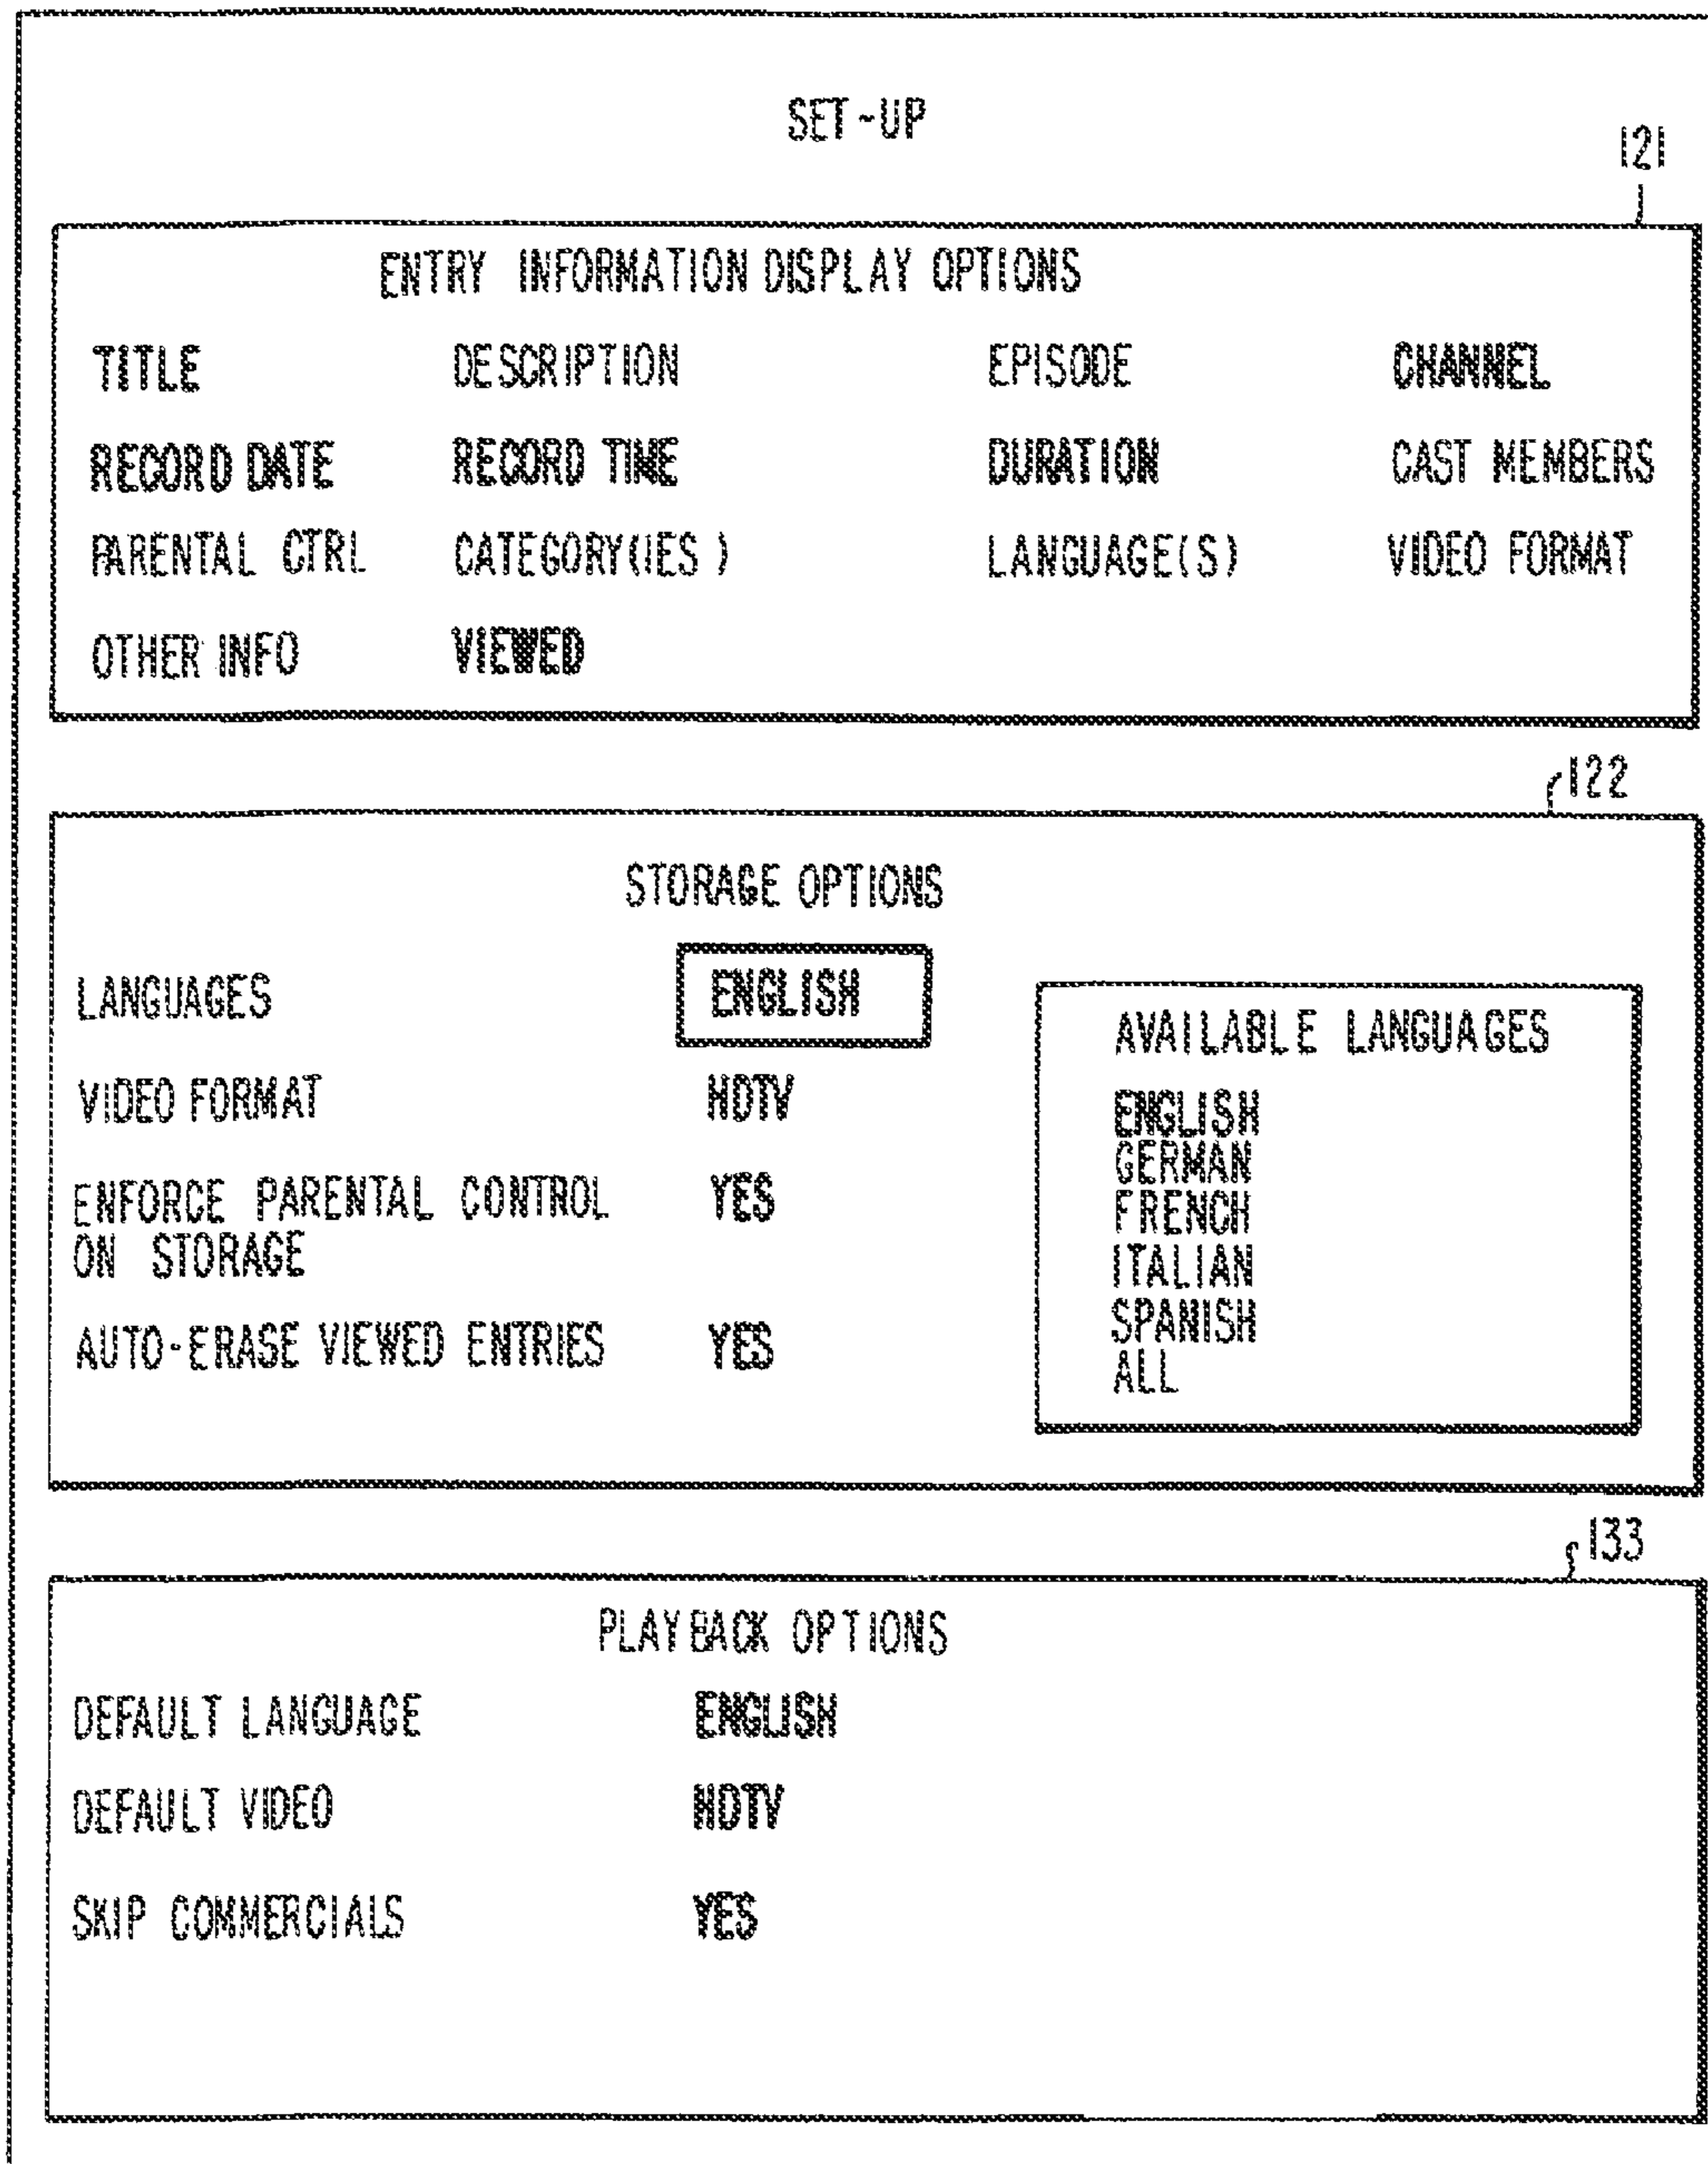 SET-UP
121
ENTRY INFORMATION DISPLAY OPTIONS
TITLE DESCRIPTION EPISODE CHANNEL
RECORD DATE RECORD TIME DURATION CAST MEMBERS
PARENTAL CTRL CATEGORY(IES) LANGUAGE(S) VIDEO FORMAT
OTHER INFO VIEWED
122
STORAGE OPTIONS
LANGUAGES ENGLISH
VIDEO FORMAT HDTV
ENFORCE PARENTAL CONTROL YES
ON STORAGE
AUTO-ERASE VIEWED ENTRIES YES
AVAILABLE LANGUAGES
ENGLISH
GERMAN
FRENCH
ITALIAN
SPANISH
ALL
133
PLAYBACK OPTIONS
DEFAULT LANGUAGE ENGLISH
DEFAULT VIDEO HDTV
SKIP COMMERCIALS YES